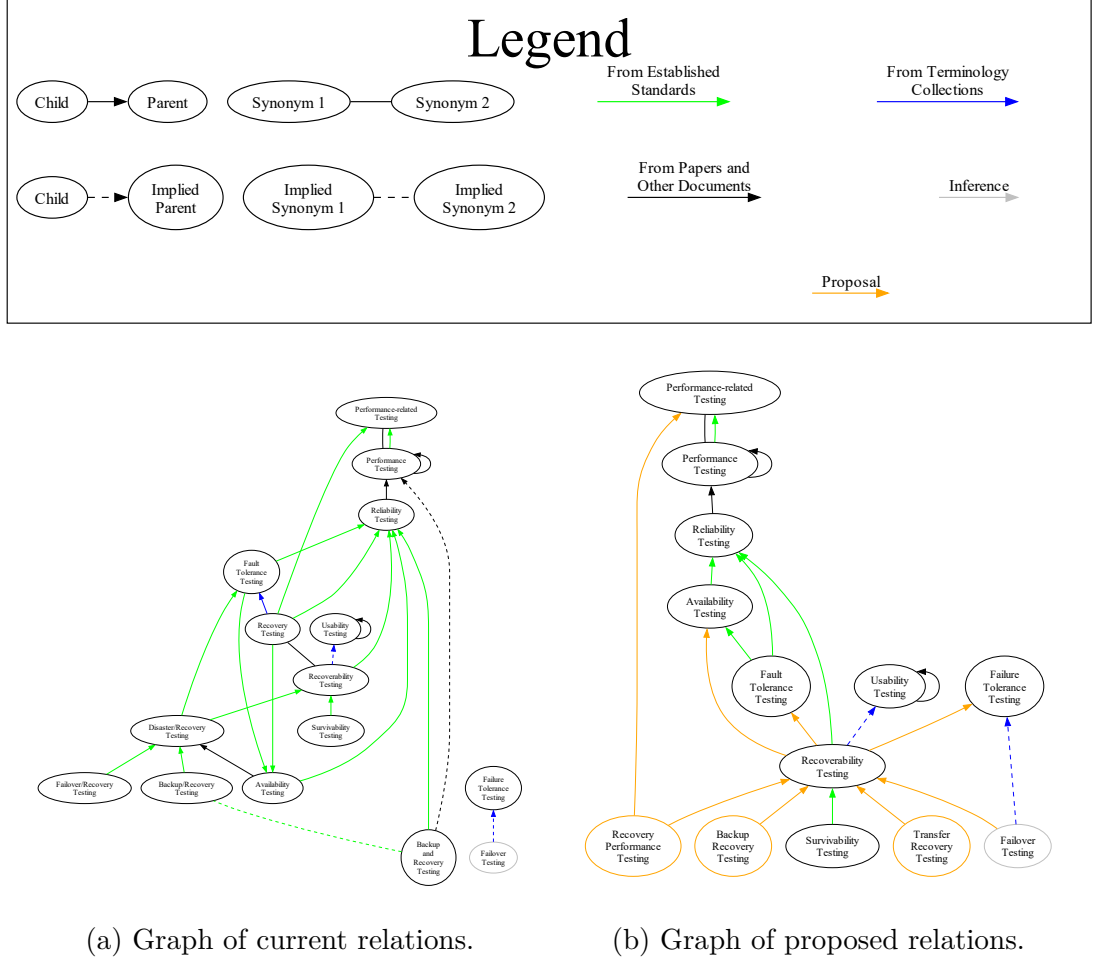 Legend
Child
Parent
Synonym 1
Synonym 2
From Established
Standards
From Terminology
Collections
Child
Implied
Parent
Implied
Synonym 1
Implied
Synonym 2
From Papers and
Other Documents
Inference
Proposal
Performance-related
Testing
Performance
Testing
Reliability
Testing
Fault
Tolerance
Testing
Recovery
Testing
Usability
Testing
Recoverability
Testing
Disaster/Recovery
Testing
Survivability
Testing
Failover/Recovery
Testing
Backup/Recovery
Testing
Availability
Testing
Failure
Tolerance
Testing
Backup
and
Recovery
Testing
Failover
Testing
(a) Graph of current relations.
Performance-related
Testing
Performance
Testing
Reliability
Testing
Availability
Testing
Fault
Tolerance
Testing
Usability
Testing
Failure
Tolerance
Testing
Recoverability
Testing
Recovery
Performance
Testing
Backup
Recovery
Testing
Survivability
Testing
Transfer
Recovery
Testing
Failover
Testing
(b) Graph of proposed relations.